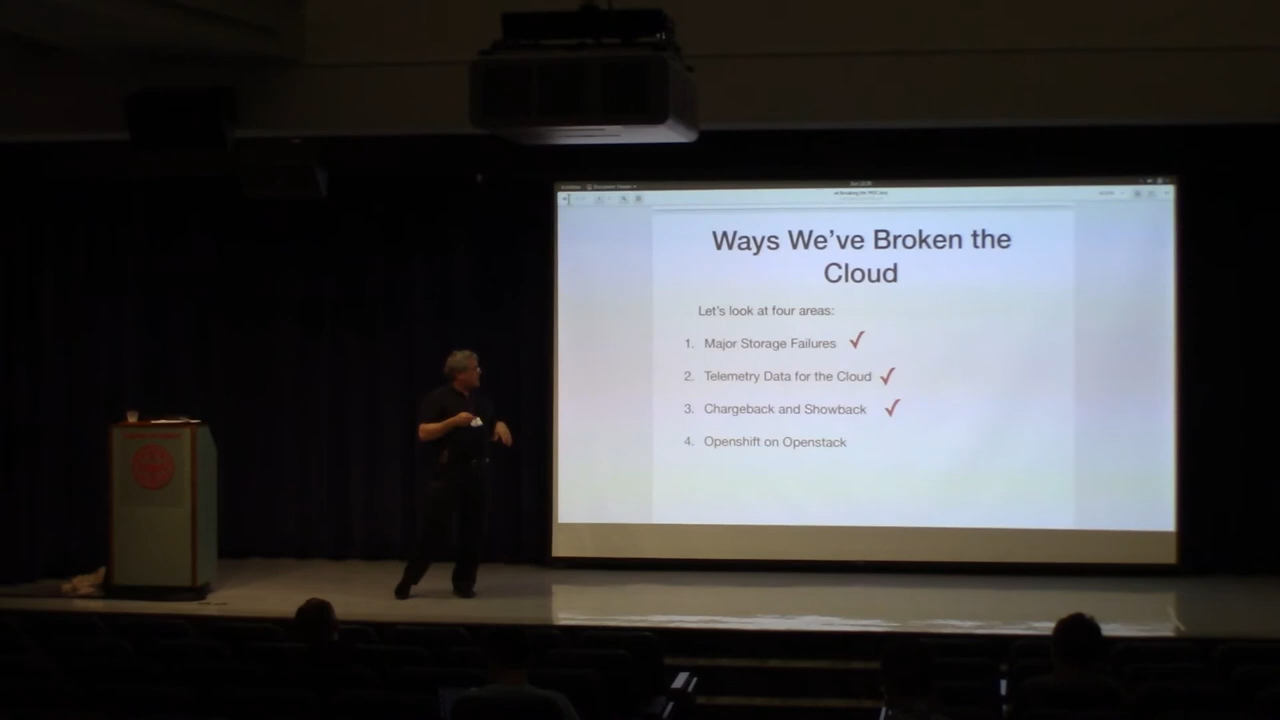 Ways We've Broken the
Cloud
Let's look at four areas:
1. Major Storage Failures
2. Telemetry Data for the Cloud
3. Chargeback and Showback
4. Openshift on Openstack